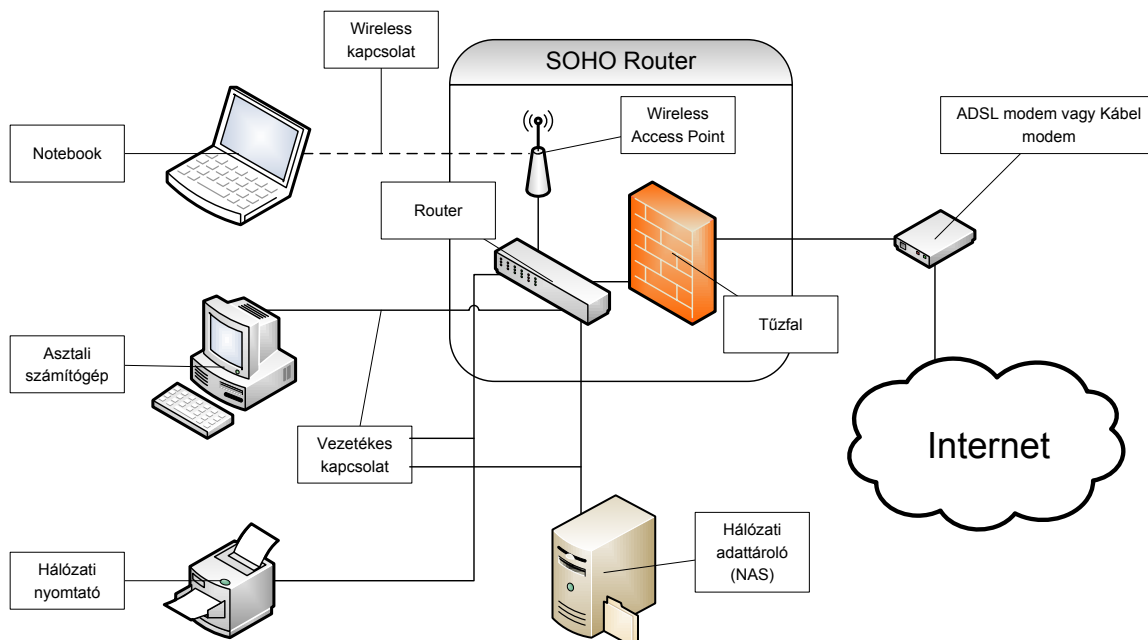 Wireless
kapcsolat
SOHO Router
Wireless
Access Point
ADSL modem vagy Kábel
modem
Notebook
Router
Tűzfal
Asztali
számítógép
Vezetékes
kapcsolat
Internet
Hálózati
adattároló
(NAS)
Hálózati
nyomtató